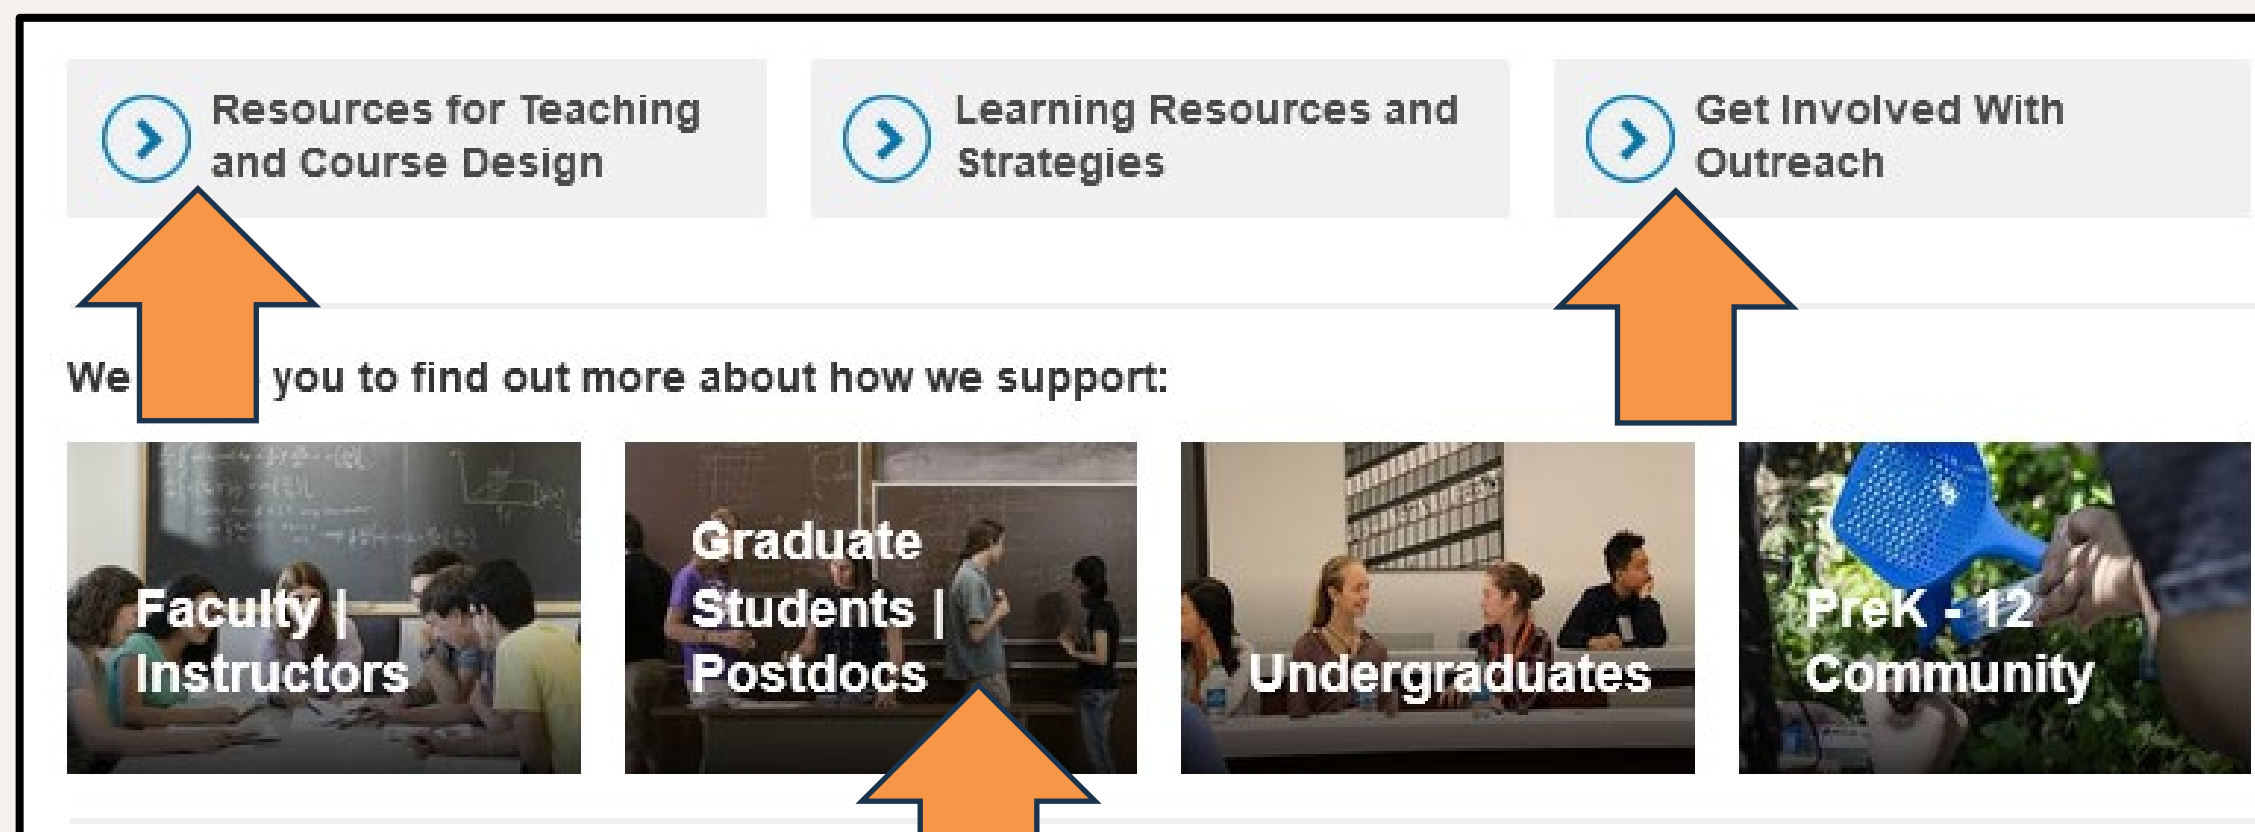 Resources for Teaching
and Course Design
Learning Resources and
Strategies
Get Involved With
Outreach
We you to find out more about how we support:
Faculty |
Instructors
Graduate
Students |
Postdocs
Undergraduates
PreK - 12
Community